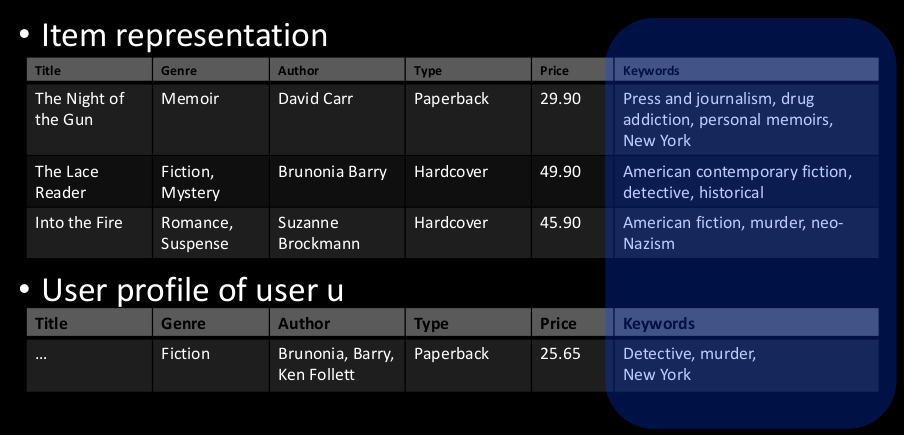 • Item representation
Title Genre Author Type Price Keywords
The Night of Memoir David Carr Paperback 29.90 Press and journalism, drug
the Gun addiction, personal memoirs,
New York
The Lace Fiction, Brunonia Barry Hardcover 49.90 American contemporary fiction,
Reader Mystery detective, historical
Into the Fire Romance, Suzanne Hardcover 45.90 American fiction, murder, neo-
Suspense Brockmann Nazism
• User profile of user u
Title Genre Author Type Price Keywords
... Fiction Brunonia, Barry, Paperback 25.65 Detective, murder,
Ken Follett New York